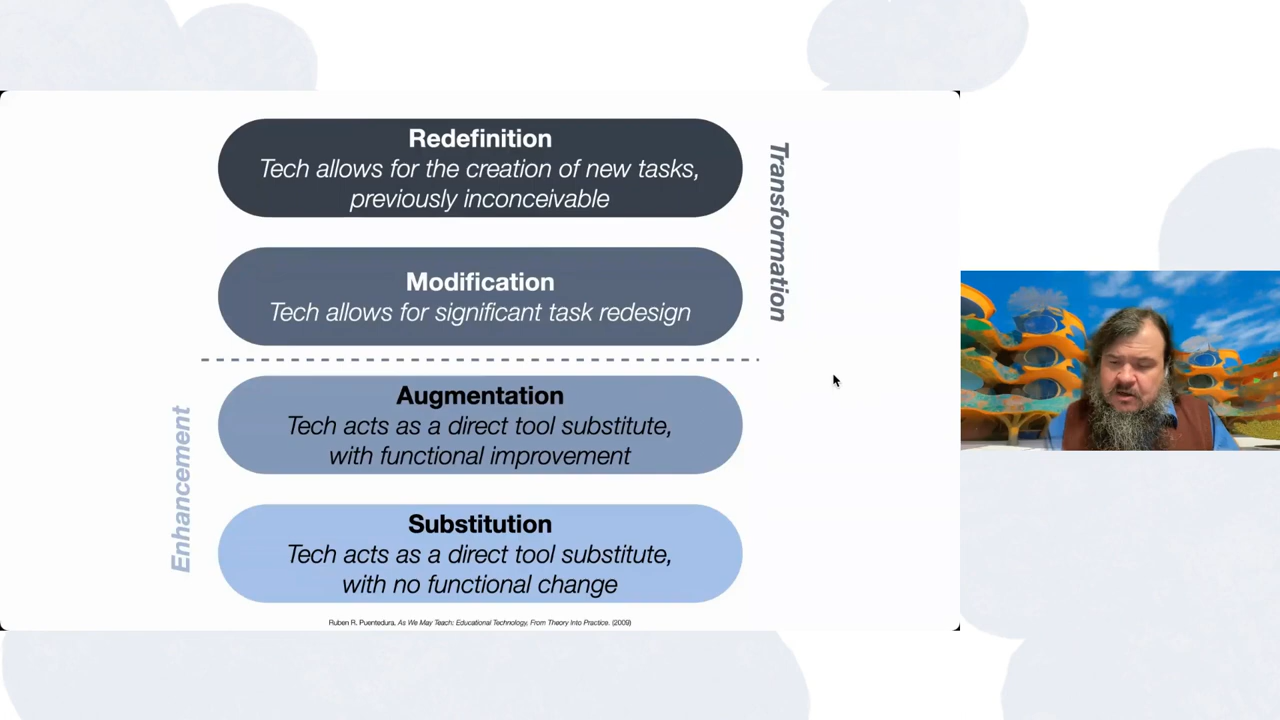 Redefinition
Tech allows for the creation of new tasks,
previously inconceivable
Transformation
Modification
Tech allows for significant task redesign
Enhancement
Augmentation
Tech acts as a direct tool substitute,
with functional improvement
Substitution
Tech acts as a direct tool substitute,
with no functional change
Ruben R. Puentedura, As We May Teach: Educational Technology, From Theory Into Practice. (2009)